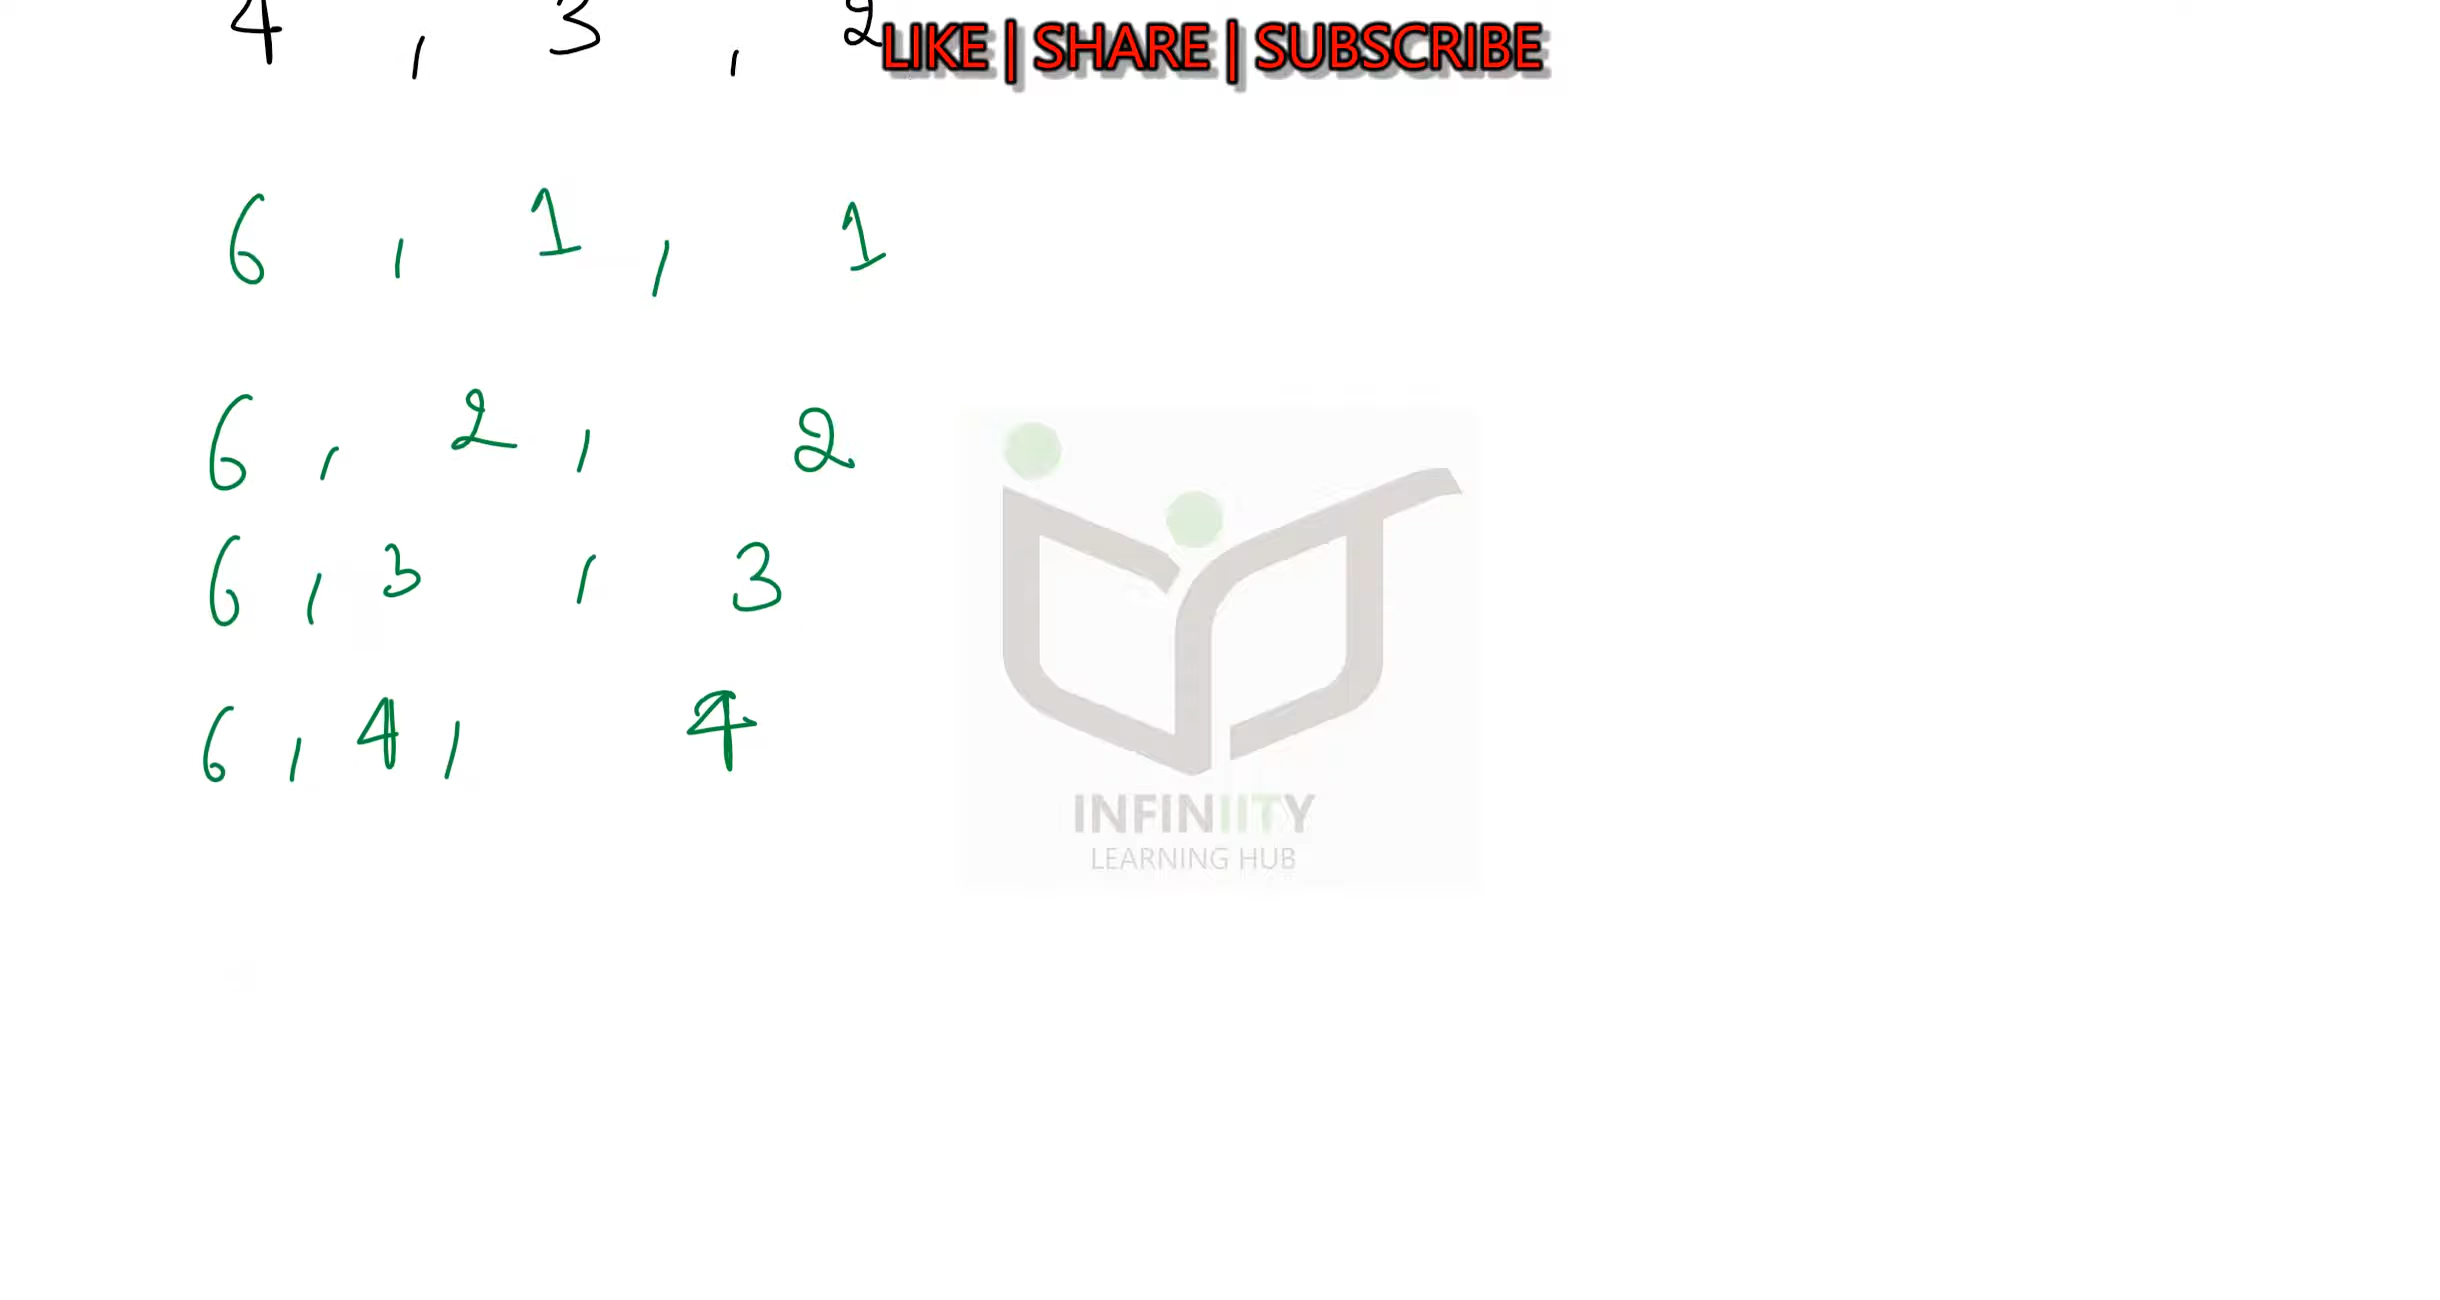 4 , 3 , 2
LIKE | SHARE | SUBSCRIBE
6 , 1 , 1
6 , 2 , 2
6 , 3 , 3
6 , 4 , 4
INFINIITY
LEARNING HUB